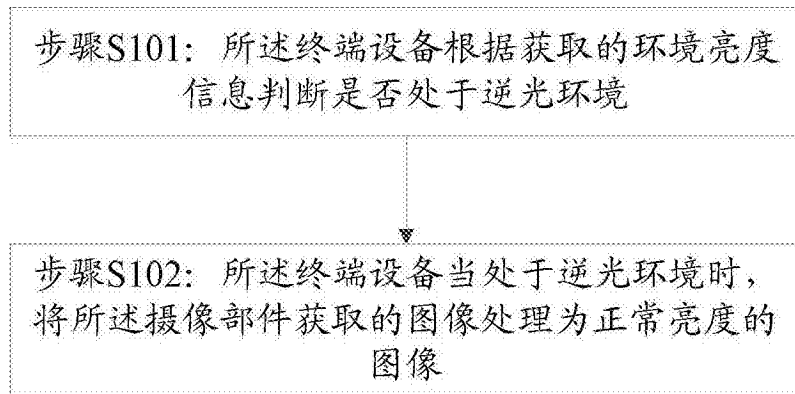 步骤S101：所述终端设备根据获取的环境亮度
信息判断是否处于逆光环境
步骤S102：所述终端设备当处于逆光环境时，
将所述摄像部件获取的图像处理为正常亮度的
图像